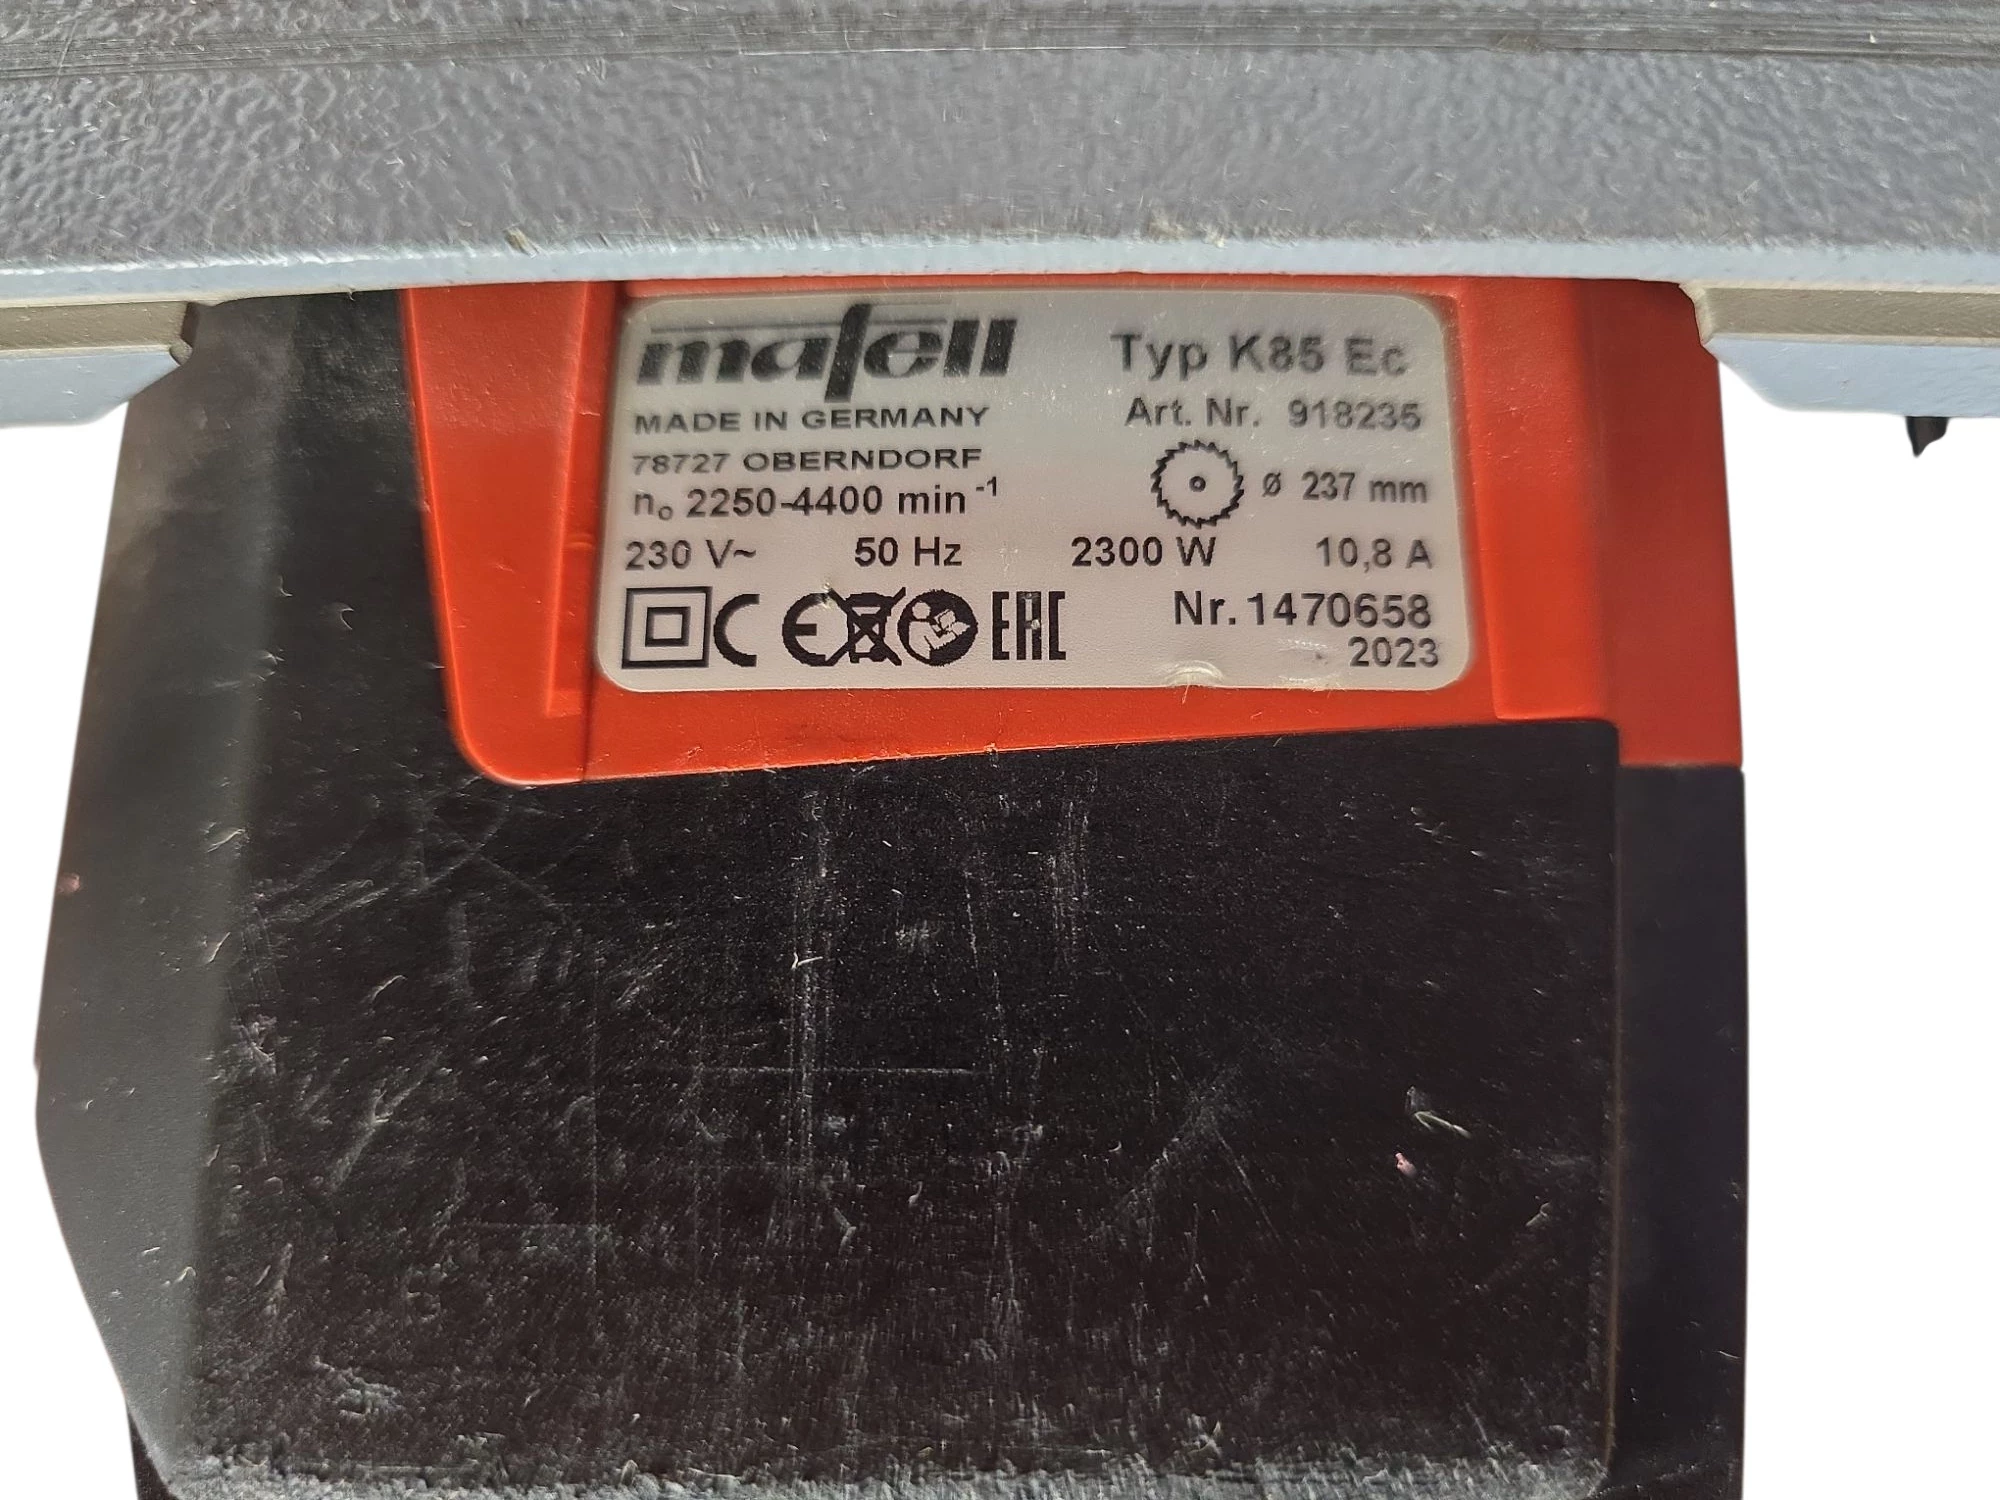 mafell
Typ K85 Ec
MADE IN GERMANY
Art. Nr. 918235
78727 OBERNDORF
n₀ 2250-4400 min⁻¹
ø 237 mm
230 V~ 50 Hz 2300 W 10,8 A
CE EAC
Nr. 1470658
2023